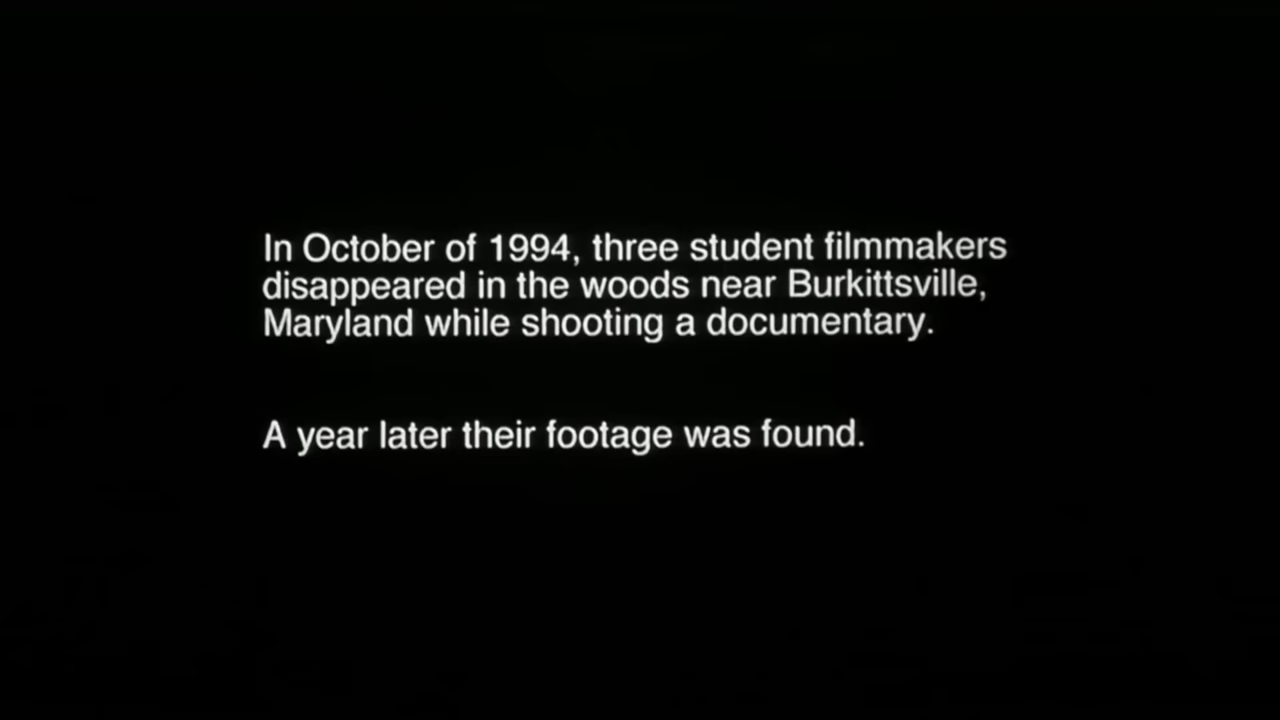 In October of 1994, three student filmmakers
disappeared in the woods near Burkittsville,
Maryland while shooting a documentary.
A year later their footage was found.